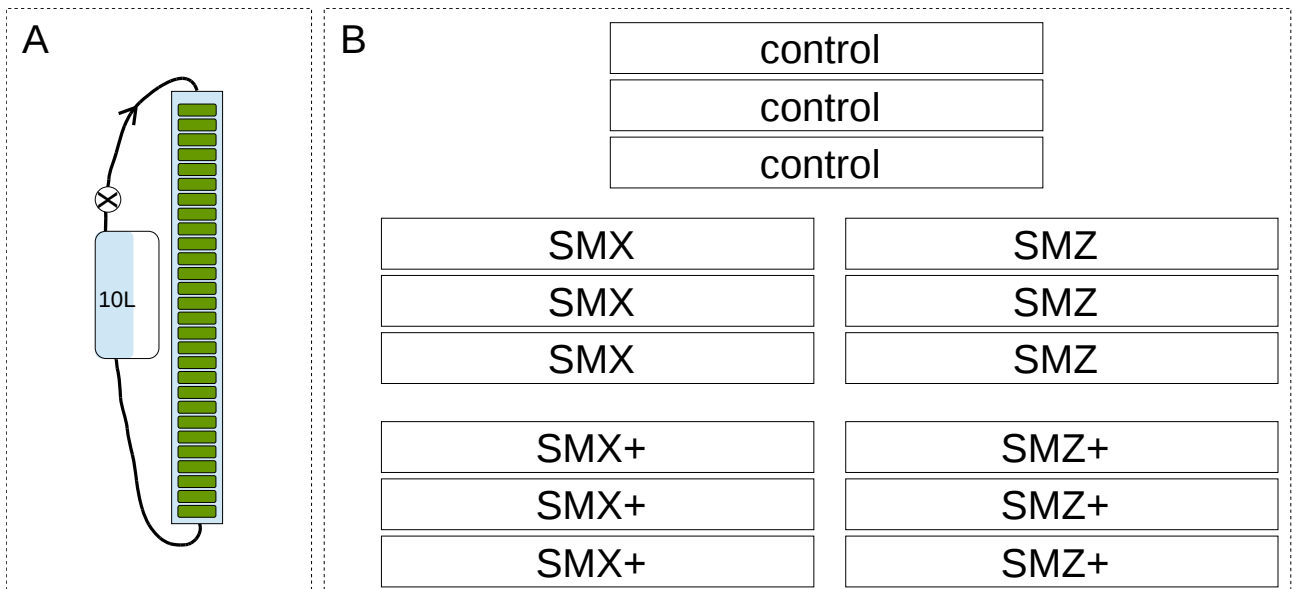 A
10L
B
control
control
control
SMX
SMZ
SMX
SMZ
SMX
SMZ
SMX+
SMZ+
SMX+
SMZ+
SMX+
SMZ+